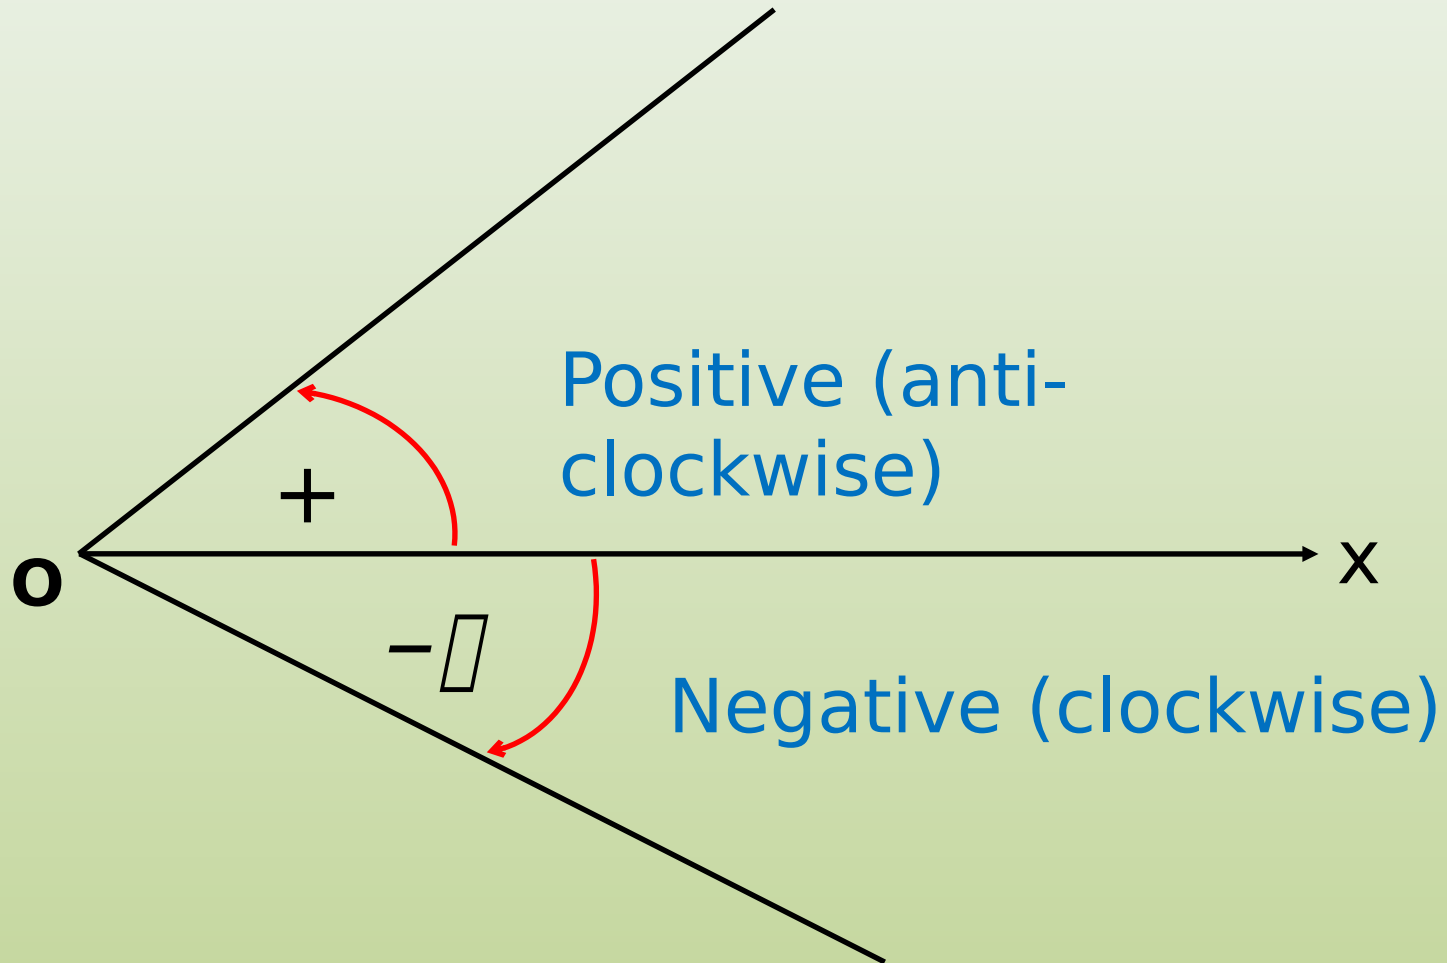 Positive (anti-
clockwise)
+
O
x
−
Negative (clockwise)